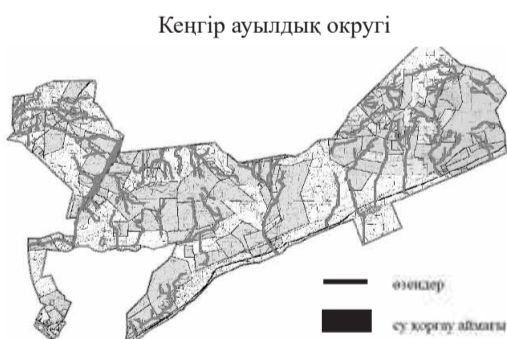 Кеңгір ауылдық округі
өзендер
су қорғау аймағы